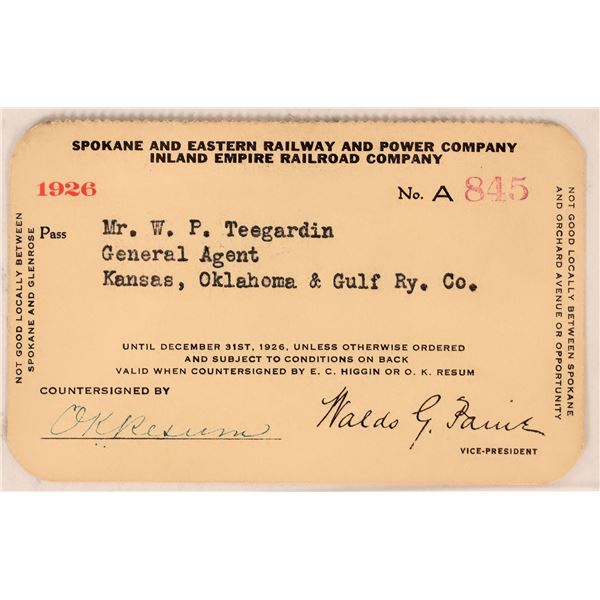 SPOKANE AND EASTERN RAILWAY AND POWER COMPANY
INLAND EMPIRE RAILROAD COMPANY
1926
No. A 845
Pass Mr. W. P. Teegardin
General Agent
Kansas, Oklahoma & Gulf Ry. Co.
UNTIL DECEMBER 31ST, 1926, UNLESS OTHERWISE ORDERED
AND SUBJECT TO CONDITIONS ON BACK
VALID WHEN COUNTERSIGNED BY E. C. HIGGIN OR O. K. RESUM
COUNTERSIGNED BY
OKResum
Waldo G. Paine
VICE-PRESIDENT
NOT GOOD LOCALLY BETWEEN
SPOKANE AND GLENROSE
NOT GOOD LOCALLY BETWEEN SPOKANE
AND ORCHARD AVENUE OR OPPORTUNITY